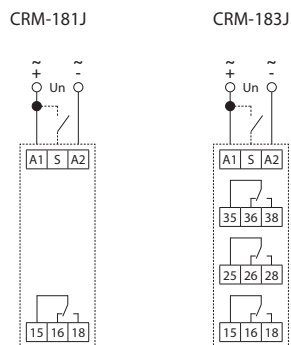 CRM-181J
CRM-183J
~ ~
+ Un -
A1 S A2
15 16 18
~ ~
+ Un -
A1 S A2
35 36 38
25 26 28
15 16 18